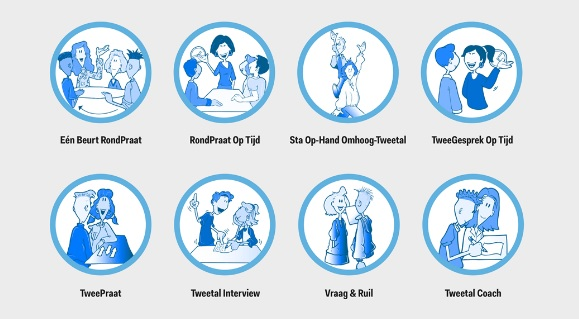 Eén Beurt RondPraat
RondPraat Op Tijd
Sta Op-Hand Omhoog-Tweetal
TweeGesprek Op Tijd
TweePraat
Tweetal Interview
Vraag & Ruil
Tweetal Coach